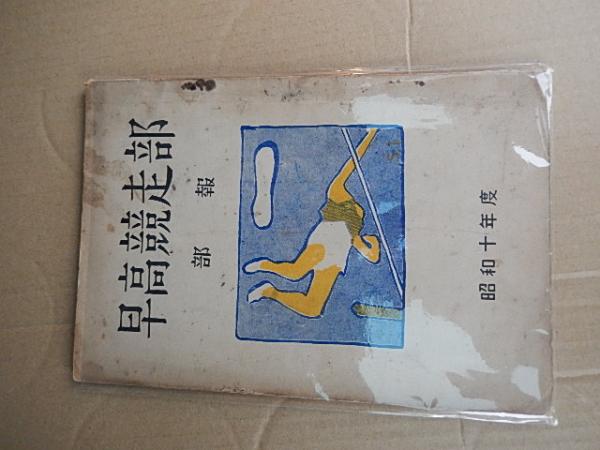 早高競走部
部報
昭和十年度